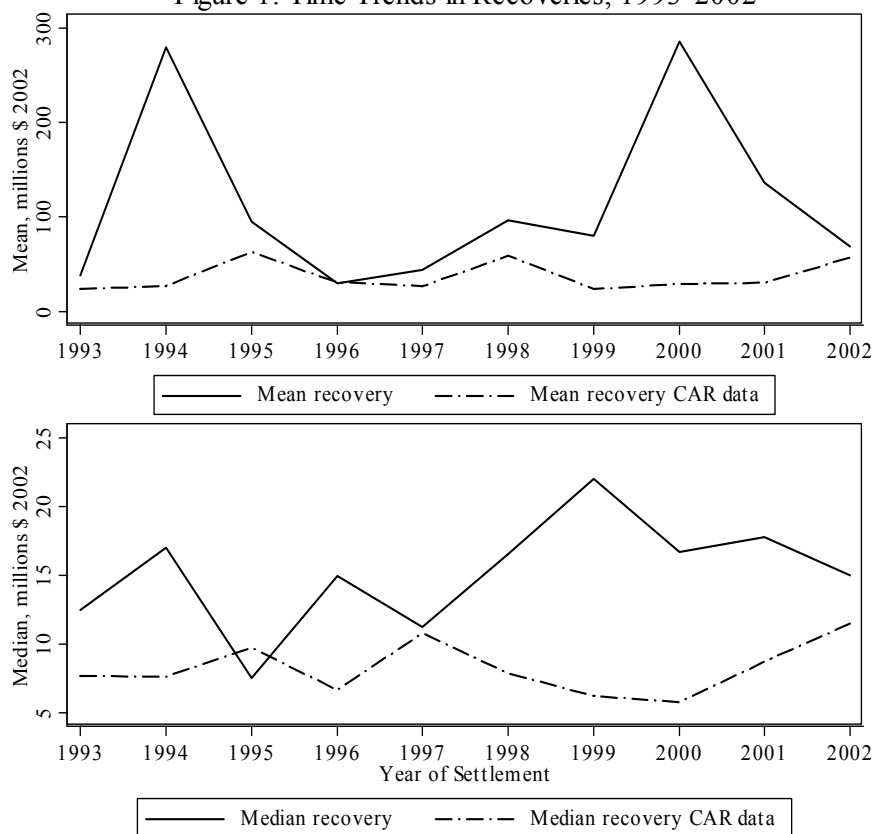 Figure 1: Time Trends in Recoveries, 1993-2002
Mean, millions $ 2002
300
200
100
0
1993 1994 1995 1996 1997 1998 1999 2000 2001 2002
Mean recovery Mean recovery CAR data
Median, millions $ 2002
25
20
15
10
5
1993 1994 1995 1996 1997 1998 1999 2000 2001 2002
Year of Settlement
Median recovery Median recovery CAR data